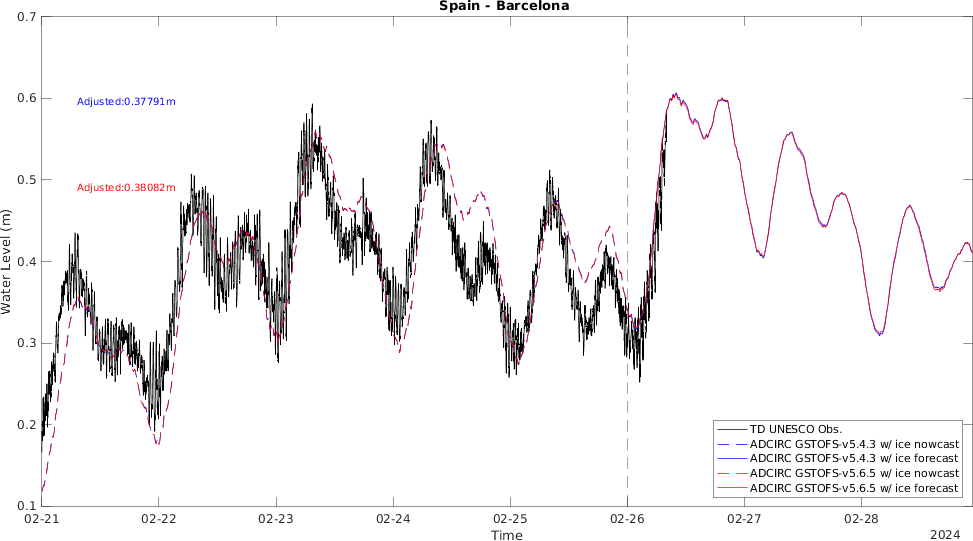 Spain - Barcelona
0.7
0.6
0.5
0.4
0.3
0.2
0.1
Water Level (m)
Adjusted:0.37791m
Adjusted:0.38082m
TD UNESCO Obs.
ADCIRC GSTOFS-v5.4.3 w/ ice nowcast
ADCIRC GSTOFS-v5.4.3 w/ ice forecast
ADCIRC GSTOFS-v5.6.5 w/ ice nowcast
ADCIRC GSTOFS-v5.6.5 w/ ice forecast
02-21 02-22 02-23 02-24 02-25 02-26 02-27 02-28
Time
2024